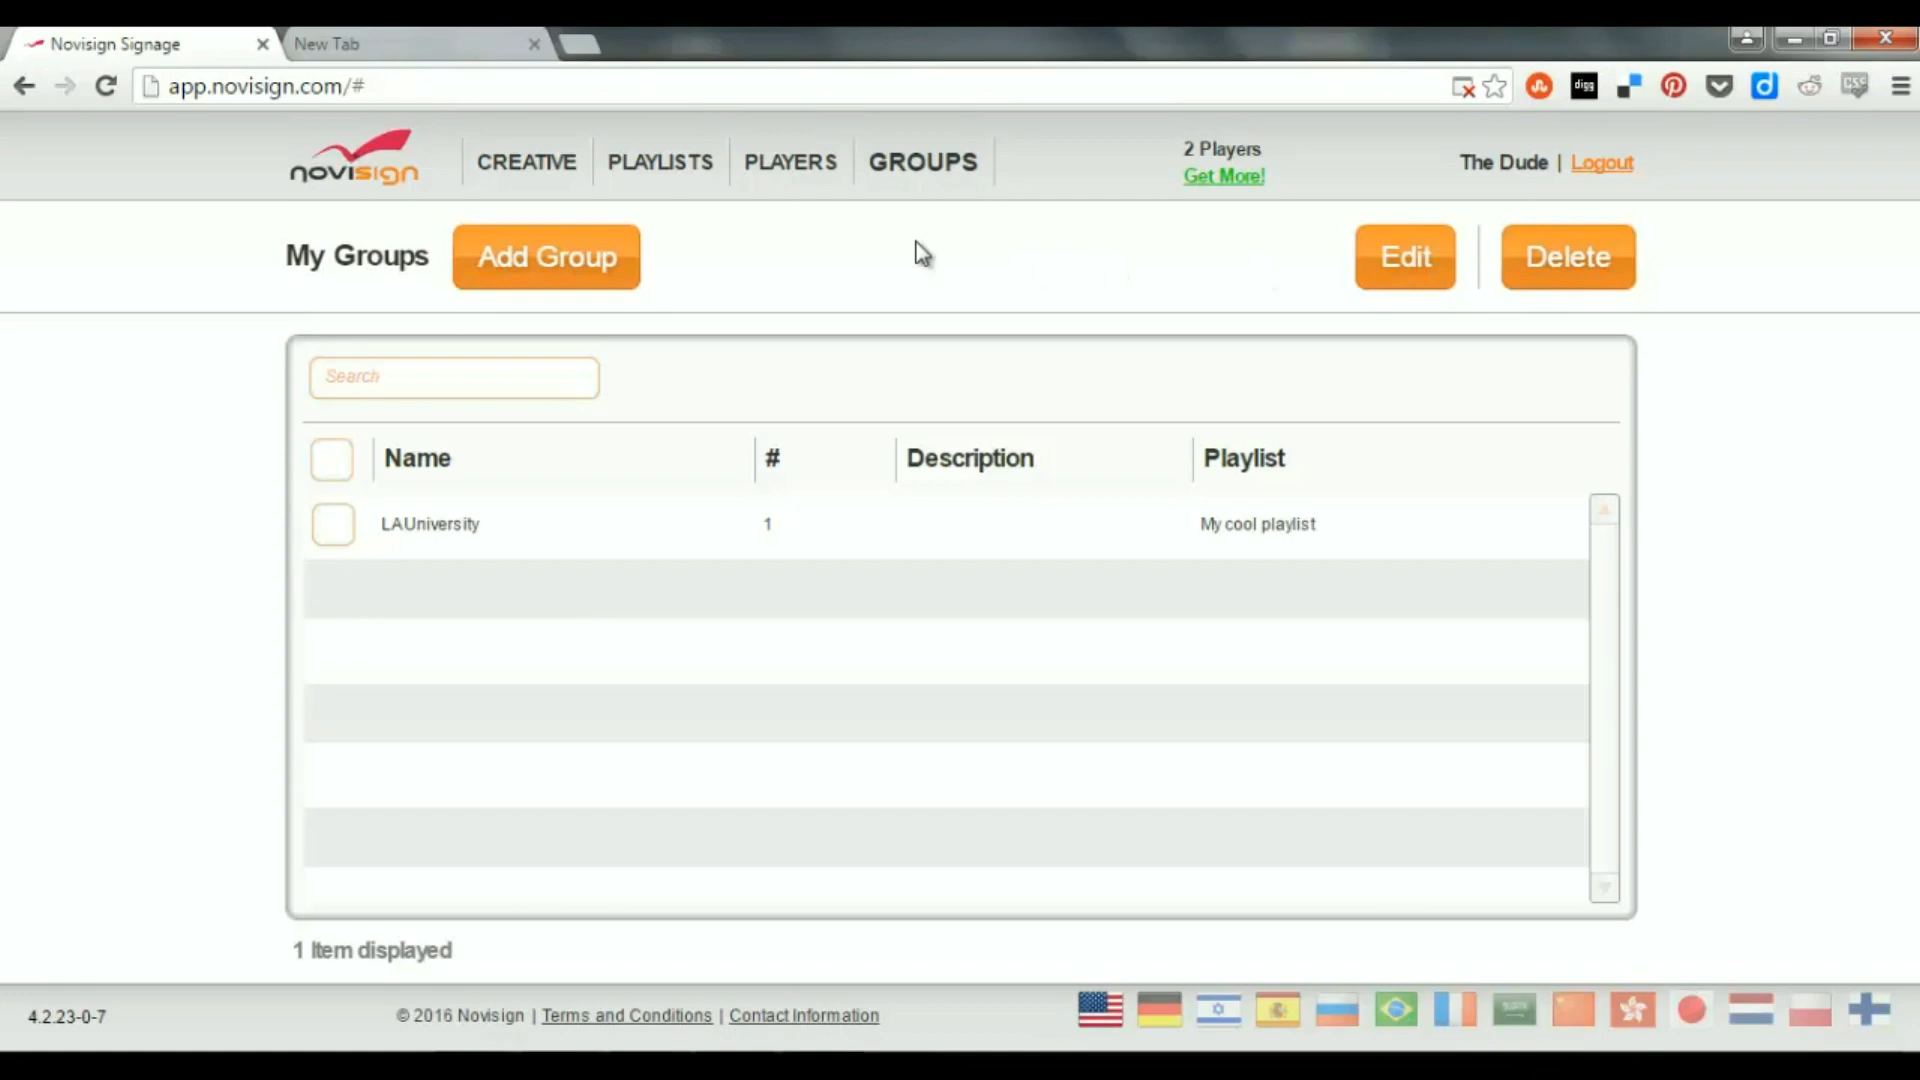 Novisign Signage
New Tab
app.novisign.com/#
digg
CSS
novisign
CREATIVE
PLAYLISTS
PLAYERS
GROUPS
2 Players
Get More!
The Dude | Logout
My Groups
Add Group
Edit
Delete
Search
Name
#
Description
Playlist
LAUniversity
1
My cool playlist
1 Item displayed
4.2.23-0-7
© 2016 Novisign | Terms and Conditions | Contact Information